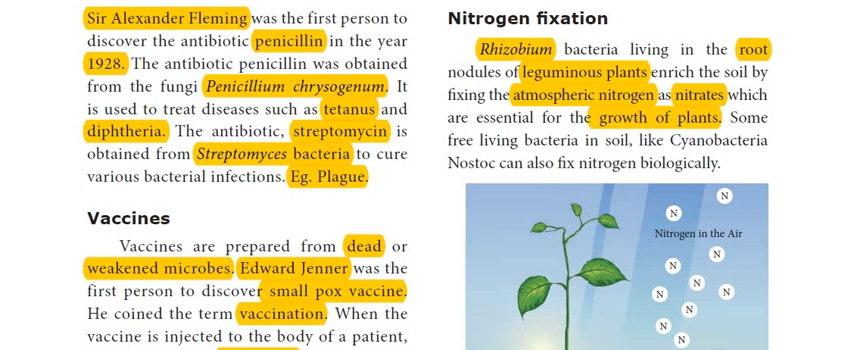 Sir Alexander Fleming was the first person to
discover the antibiotic penicillin in the year
1928. The antibiotic penicillin was obtained
from the fungi Penicillium chrysogenum. It
is used to treat diseases such as tetanus and
diphtheria. The antibiotic, streptomycin is
obtained from Streptomyces bacteria to cure
various bacterial infections. Eg. Plague.
Vaccines
Vaccines are prepared from dead or
weakened microbes. Edward Jenner was the
first person to discover small pox vaccine.
He coined the term vaccination. When the
vaccine is injected to the body of a patient,
Nitrogen fixation
Rhizobium bacteria living in the root
nodules of leguminous plants enrich the soil by
fixing the atmospheric nitrogen as nitrates which
are essential for the growth of plants. Some
free living bacteria in soil, like Cyanobacteria
Nostoc can also fix nitrogen biologically.
N
N
Nitrogen in the Air
N
N
N
N
N
N
N
N